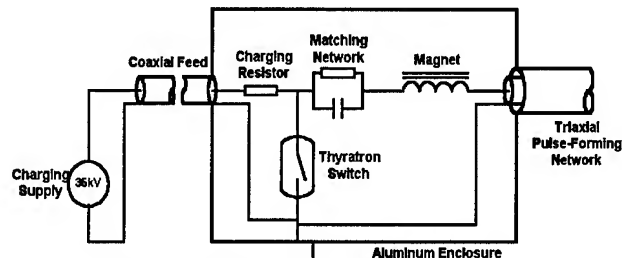 Coaxial Feed
Charging
Resistor
Matching
Network
Magnet
Triaxial
Pulse-Forming
Network
Thyratron
Switch
Charging
Supply
36kV
Aluminum Enclosure